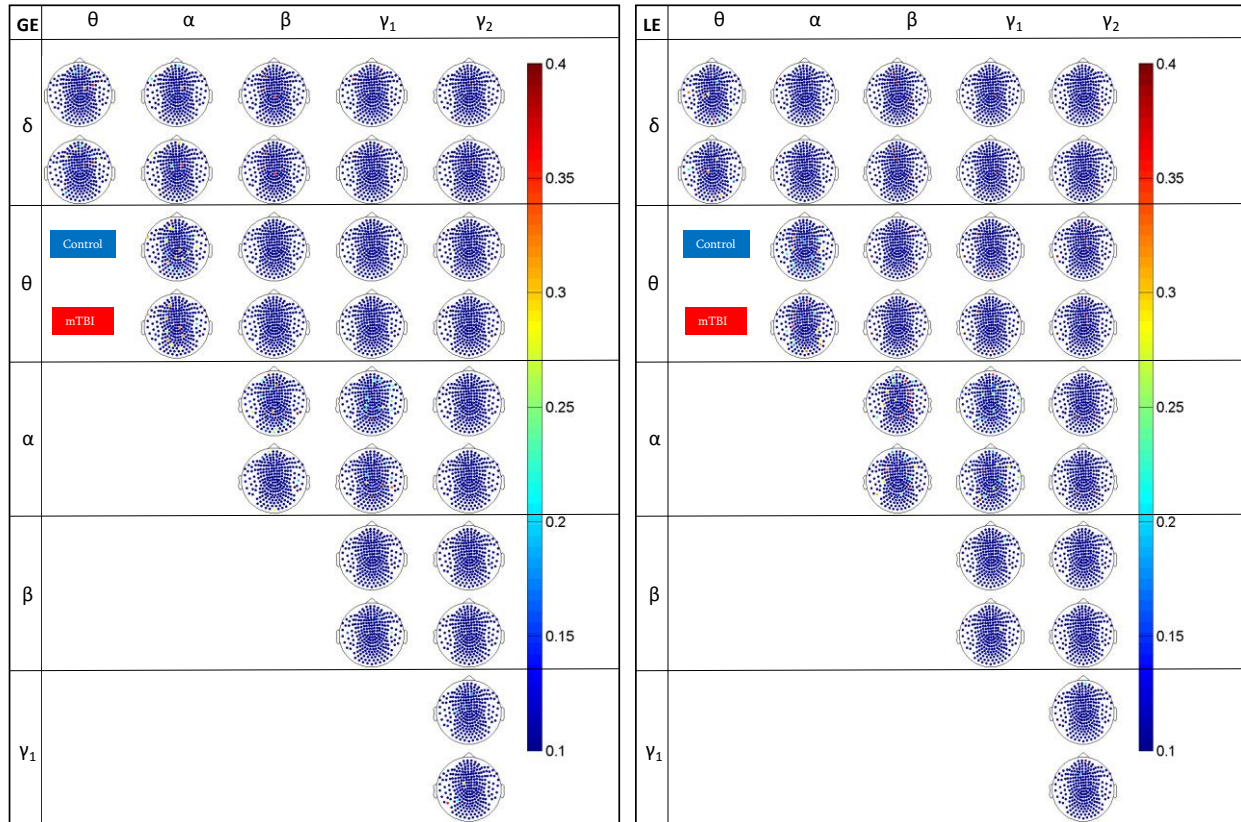 GE θ α β γ₁ γ₂
0.4
δ
0.35
Control
θ
0.3
mTBI
0.25
α
0.2
β
0.15
γ₁
0.1
LE θ α β γ₁ γ₂
0.4
δ
0.35
Control
θ
0.3
mTBI
0.25
α
0.2
β
0.15
γ₁
0.1